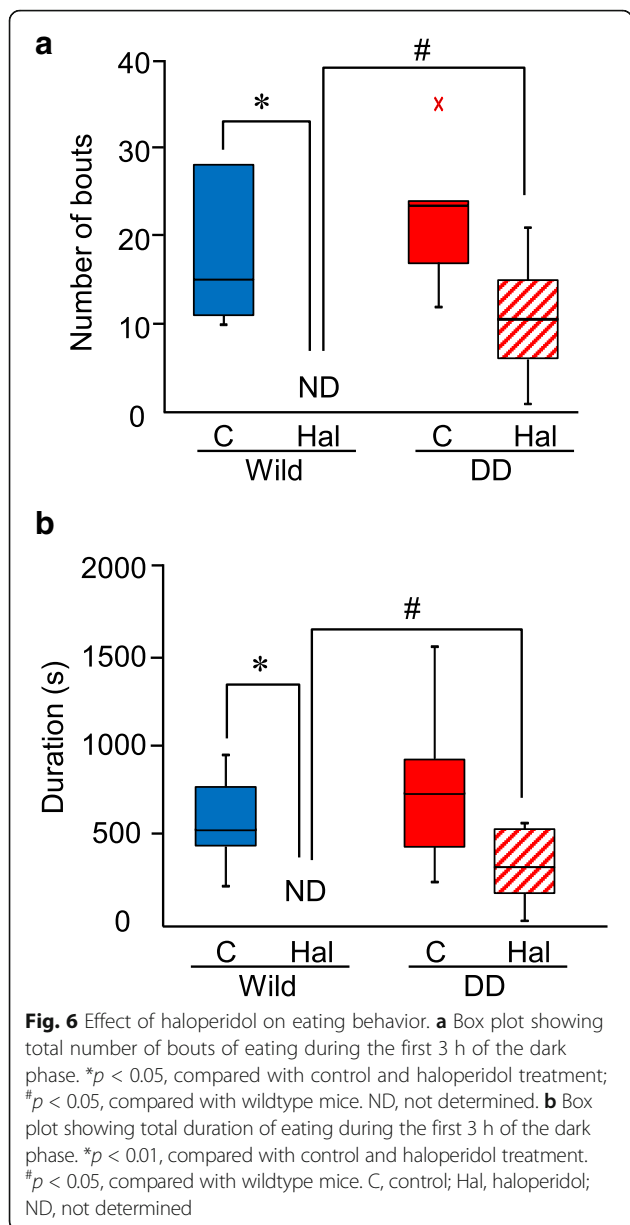 a
40
#
*
x
30
Number of bouts
20
10
ND
0
C Hal C Hal
Wild DD
b
2000
#
1500
*
Duration (s)
1000
500
ND
0
C Hal C Hal
Wild DD
Fig. 6 Effect of haloperidol on eating behavior. a Box plot showing
total number of bouts of eating during the first 3 h of the dark
phase. *p < 0.05, compared with control and haloperidol treatment;
#p < 0.05, compared with wildtype mice. ND, not determined. b Box
plot showing total duration of eating during the first 3 h of the dark
phase. *p < 0.01, compared with control and haloperidol treatment.
#p < 0.05, compared with wildtype mice. C, control; Hal, haloperidol;
ND, not determined